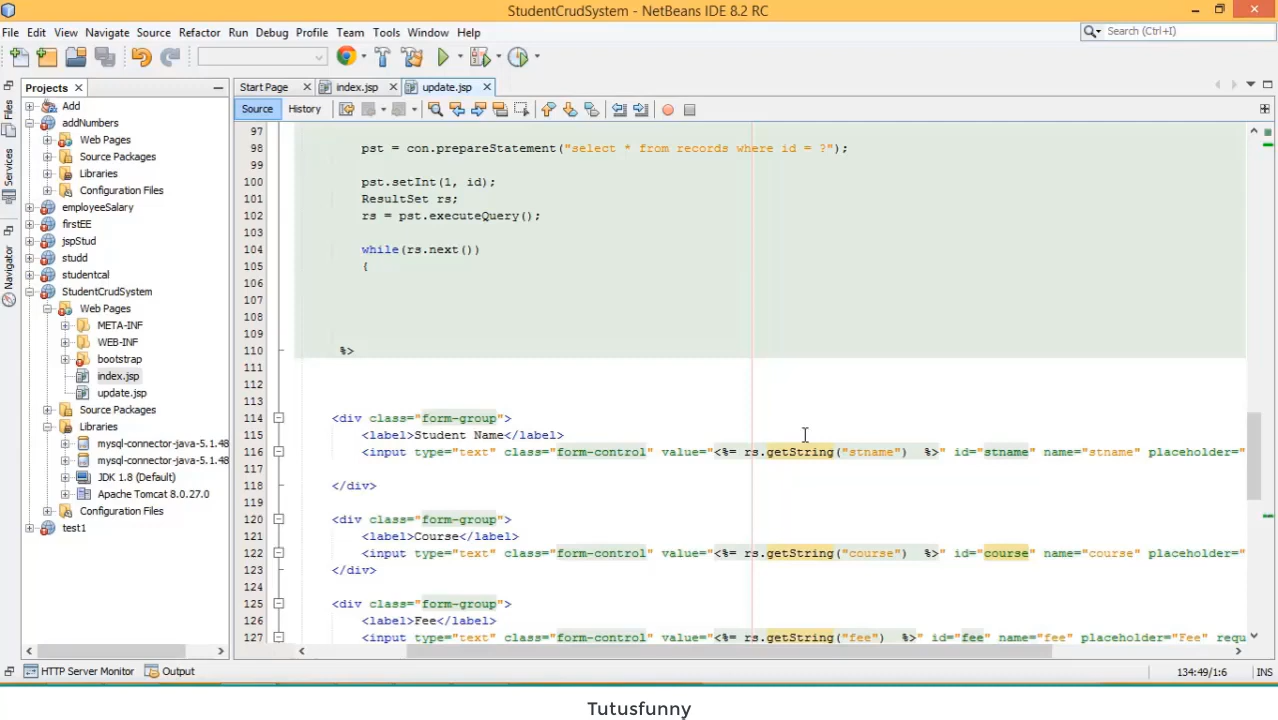 StudentCrudSystem - NetBeans IDE 8.2 RC
File Edit View Navigate Source Refactor Run Debug Profile Team Tools Window Help
Search (Ctrl+I)
Projects
Start Page index.jsp update.jsp
Source History
Files
Services
Navigator
Add
addNumbers
Web Pages
Source Packages
Libraries
Configuration Files
employeeSalary
firstEE
jspStud
studd
studentcal
StudentCrudSystem
Web Pages
META-INF
WEB-INF
bootstrap
index.jsp
update.jsp
Source Packages
Libraries
mysql-connector-java-5.1.48
mysql-connector-java-5.1.48
JDK 1.8 (Default)
Apache Tomcat 8.0.27.0
Configuration Files
test1
97
98 pst = con.prepareStatement("select * from records where id = ?");
99
100 pst.setInt(1, id);
101 ResultSet rs;
102 rs = pst.executeQuery();
103
104 while(rs.next())
105 {
106
107
108
109
110 %>
111
112
113
114 <div class="form-group">
115 <label>Student Name</label>
116 <input type="text" class="form-control" value="<%= rs.getString("stname") %>" id="stname" name="stname" placeholder="
117
118 </div>
119
120 <div class="form-group">
121 <label>Course</label>
122 <input type="text" class="form-control" value="<%= rs.getString("course") %>" id="course" name="course" placeholder="
123 </div>
124
125 <div class="form-group">
126 <label>Fee</label>
127 <input type="text" class="form-control" value="<%= rs.getString("fee") %>" id="fee" name="fee" placeholder="Fee" requ
HTTP Server Monitor Output
134:49/1:6 INS
Tutusfunny